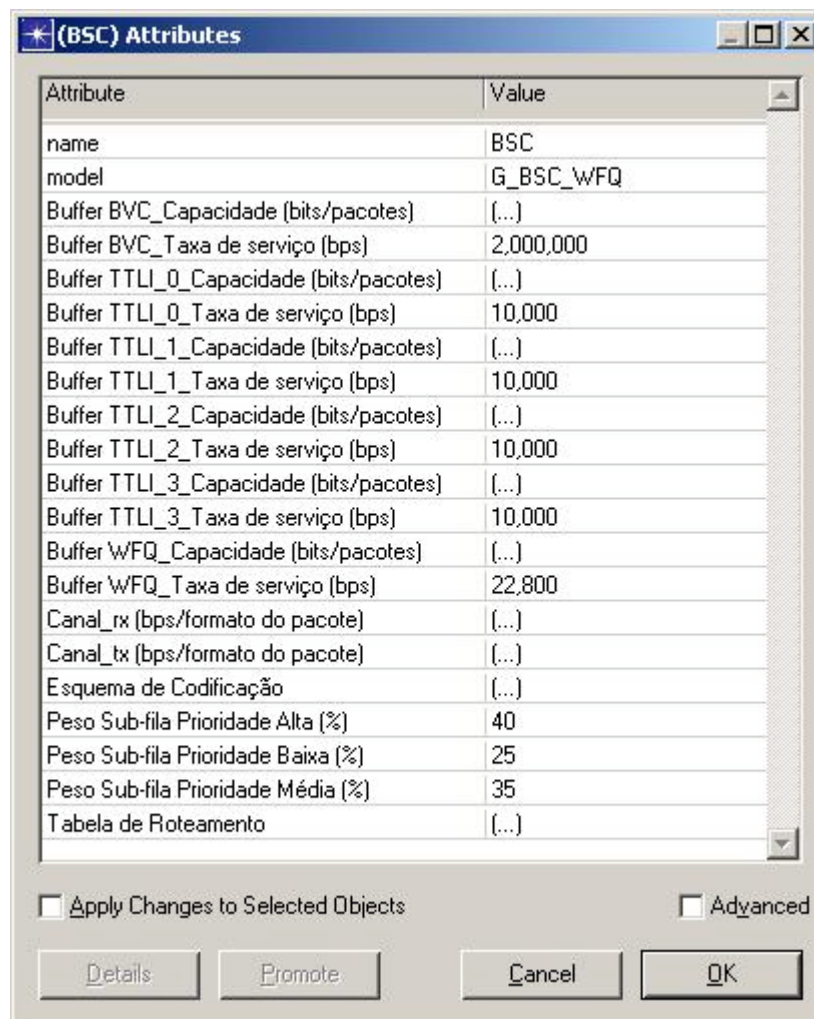 (BSC) Attributes
Attribute Value
name BSC
model G_BSC_WFQ
Buffer BVC_Capacidade (bits/pacotes) (...)
Buffer BVC_Taxa de serviço (bps) 2,000,000
Buffer TTLI_0_Capacidade (bits/pacotes) (...)
Buffer TTLI_0_Taxa de serviço (bps) 10,000
Buffer TTLI_1_Capacidade (bits/pacotes) (...)
Buffer TTLI_1_Taxa de serviço (bps) 10,000
Buffer TTLI_2_Capacidade (bits/pacotes) (...)
Buffer TTLI_2_Taxa de serviço (bps) 10,000
Buffer TTLI_3_Capacidade (bits/pacotes) (...)
Buffer TTLI_3_Taxa de serviço (bps) 10,000
Buffer WFQ_Capacidade (bits/pacotes) (...)
Buffer WFQ_Taxa de serviço (bps) 22,800
Canal_rx (bps/formato do pacote) (...)
Canal_tx (bps/formato do pacote) (...)
Esquema de Codificação (...)
Peso Sub-fila Prioridade Alta (%) 40
Peso Sub-fila Prioridade Baixa (%) 25
Peso Sub-fila Prioridade Média (%) 35
Tabela de Roteamento (...)
Apply Changes to Selected Objects Advanced
Details Promote Cancel OK